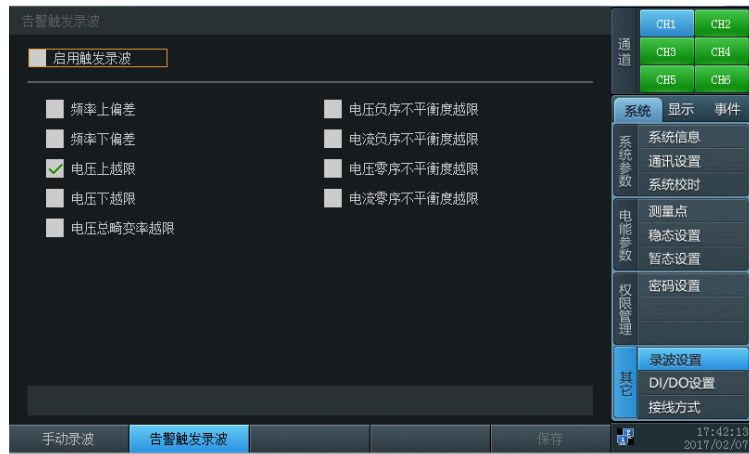 告警触发录波
启用触发录波
频率上偏差
频率下偏差
电压上越限
电压下越限
电压总畸变率越限
电压负序不平衡度越限
电流负序不平衡度越限
电压零序不平衡度越限
电流零序不平衡度越限
手动录波 告警触发录波 保存
通道
CH1 CH2
CH3 CH4
CH5 CH6
系统 显示 事件
系统参数
系统信息
通讯设置
系统校时
电能参数
测量点
稳态设置
暂态设置
权限管理
密码设置
其它
录波设置
DI/DO设置
接线方式
17:42:13
2017/02/07